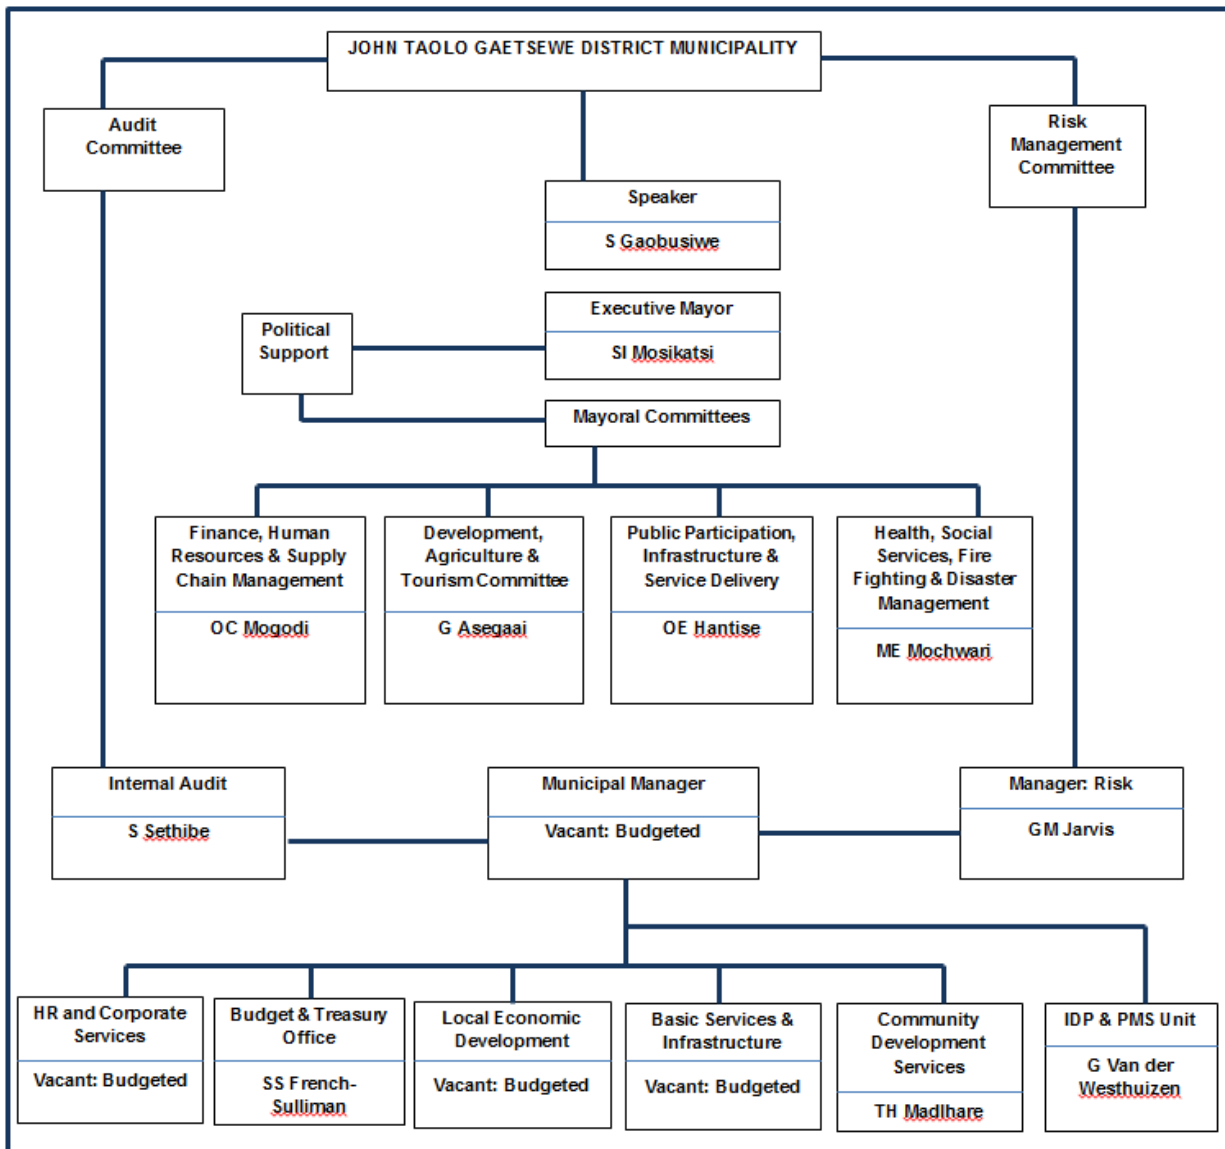 JOHN TAOLO GAETSEWE DISTRICT MUNICIPALITY
Audit
Committee
Risk
Management
Committee
Speaker
S Gaobusiwe
Political
Support
Executive Mayor
SI Mosikatsi
Mayoral Committees
Finance, Human
Resources & Supply
Chain Management
OC Mogodi
Development,
Agriculture &
Tourism Committee
G Asegaai
Public Participation,
Infrastructure &
Service Delivery
OE Hantise
Health, Social
Services, Fire
Fighting & Disaster
Management
ME Mochwari
Internal Audit
S Sethibe
Municipal Manager
Vacant: Budgeted
Manager: Risk
GM Jarvis
HR and Corporate
Services
Vacant: Budgeted
Budget & Treasury
Office
SS French-
Sulliman
Local Economic
Development
Vacant: Budgeted
Basic Services &
Infrastructure
Vacant: Budgeted
Community
Development
Services
TH Madlhare
IDP & PMS Unit
G Van der
Westhuizen